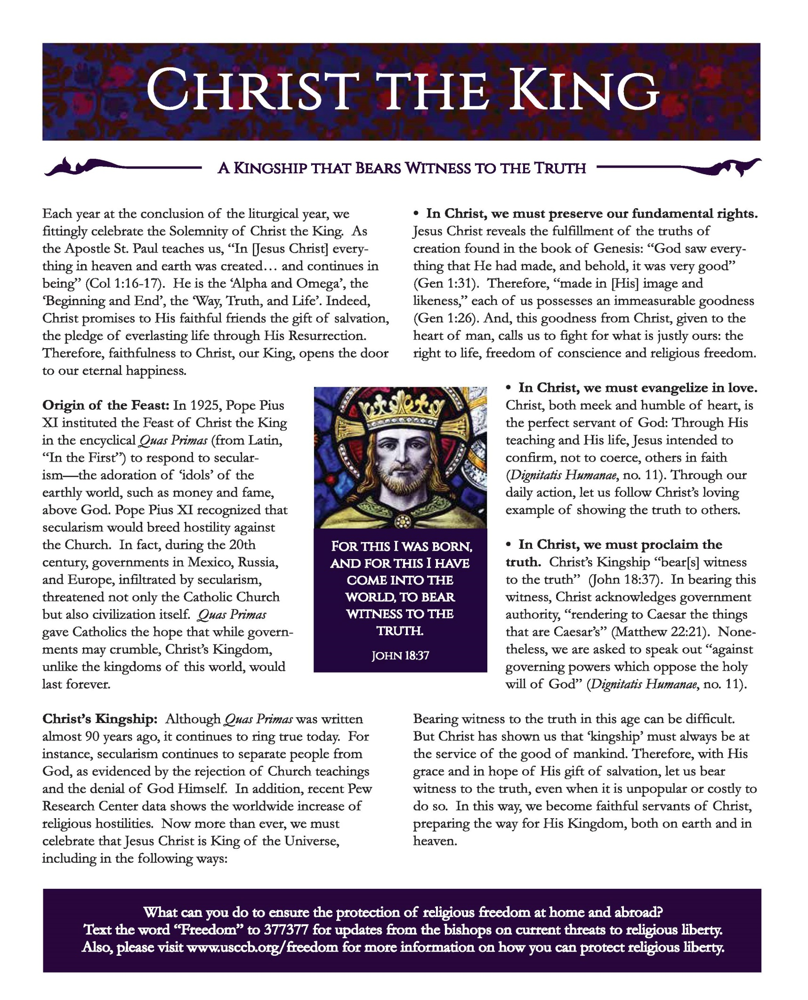 Christ the King
A Kingship that Bears Witness to the Truth
Each year at the conclusion of the liturgical year, we
fittingly celebrate the Solemnity of Christ the King.  As
the Apostle St. Paul teaches us, “In [Jesus Christ] every-
thing in heaven and earth was created… and continues in
being” (Col 1:16-17).  He is the ‘Alpha and Omega’, the
‘Beginning and End’, the ‘Way, Truth, and Life’. Indeed,
Christ promises to His faithful friends the gift of salvation,
the pledge of everlasting life through His Resurrection.
Therefore, faithfulness to Christ, our King, opens the door
to our eternal happiness.
Origin of the Feast: In 1925, Pope Pius
XI instituted the Feast of Christ the King
in the encyclical Quas Primas (from Latin,
“In the First”) to respond to secular-
ism—the adoration of ‘idols’ of the
earthly world, such as money and fame,
above God. Pope Pius XI recognized that
secularism would breed hostility against
the Church.  In fact, during the 20th
century, governments in Mexico, Russia,
and Europe, infiltrated by secularism,
threatened not only the Catholic Church
but also civilization itself.  Quas Primas
gave Catholics the hope that while govern-
ments may crumble, Christ’s Kingdom,
unlike the kingdoms of this world, would
last forever.
Christ’s Kingship:  Although Quas Primas was written
almost 90 years ago, it continues to ring true today.  For
instance, secularism continues to separate people from
God, as evidenced by the rejection of Church teachings
and the denial of God Himself.  In addition, recent Pew
Research Center data shows the worldwide increase of
religious hostilities.  Now more than ever, we must
celebrate that Jesus Christ is King of the Universe,
including in the following ways:
For this I was born,
and for this I have
come into the
world, to bear
witness to the
truth.
John 18:37
• In Christ, we must preserve our fundamental rights.
Jesus Christ reveals the fulfillment of the truths of
creation found in the book of Genesis: “God saw every-
thing that He had made, and behold, it was very good”
(Gen 1:31).  Therefore, “made in [His] image and
likeness,” each of us possesses an immeasurable goodness
(Gen 1:26). And, this goodness from Christ, given to the
heart of man, calls us to fight for what is justly ours: the
right to life, freedom of conscience and religious freedom.
• In Christ, we must evangelize in love.
Christ, both meek and humble of heart, is
the perfect servant of God: Through His
teaching and His life, Jesus intended to
confirm, not to coerce, others in faith
(Dignitatis Humanae, no. 11). Through our
daily action, let us follow Christ’s loving
example of showing the truth to others.
• In Christ, we must proclaim the
truth.  Christ’s Kingship “bear[s] witness
to the truth”  (John 18:37).  In bearing this
witness, Christ acknowledges government
authority, “rendering to Caesar the things
that are Caesar’s” (Matthew 22:21).  None-
theless, we are asked to speak out “against
governing powers which oppose the holy
will of God” (Dignitatis Humanae, no. 11).
Bearing witness to the truth in this age can be difficult.
But Christ has shown us that ‘kingship’ must always be at
the service of the good of mankind. Therefore, with His
grace and in hope of His gift of salvation, let us bear
witness to the truth, even when it is unpopular or costly to
do so.  In this way, we become faithful servants of Christ,
preparing the way for His Kingdom, both on earth and in
heaven.
What can you do to ensure the protection of religious freedom at home and abroad?
Text the word “Freedom” to 377377 for updates from the bishops on current threats to religious liberty.
Also, please visit www.usccb.org/freedom for more information on how you can protect religious liberty.